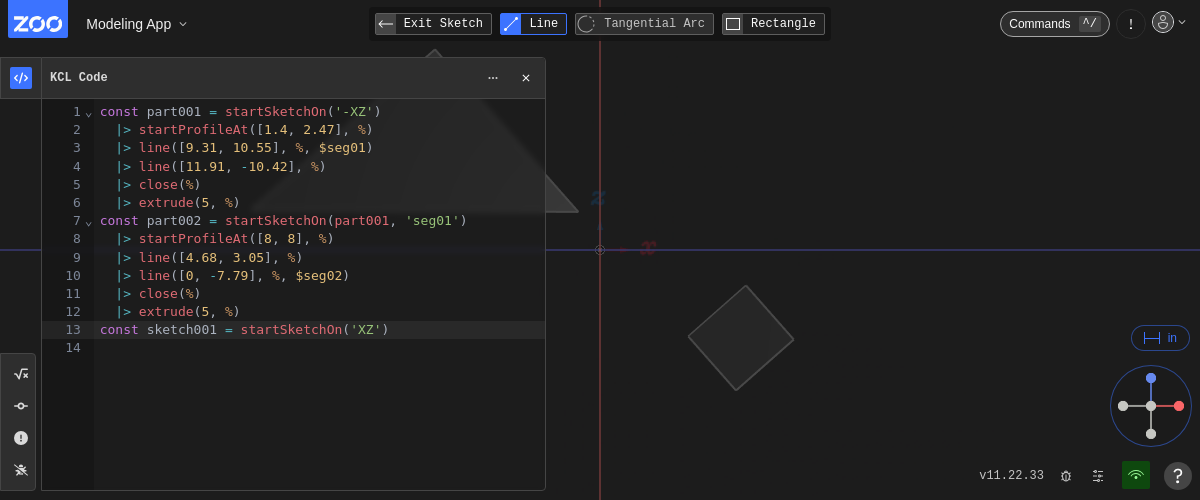 ZOO
Modeling App
Exit Sketch
Line
Tangential Arc
Rectangle
Commands
^/
!
KCL Code
1 const part001 = startSketchOn('-XZ')
2 |> startProfileAt([1.4, 2.47], %)
3 |> line([9.31, 10.55], %, $seg01)
4 |> line([11.91, -10.42], %)
5 |> close(%)
6 |> extrude(5, %)
7 const part002 = startSketchOn(part001, 'seg01')
8 |> startProfileAt([8, 8], %)
9 |> line([4.68, 3.05], %)
10 |> line([0, -7.79], %, $seg02)
11 |> close(%)
12 |> extrude(5, %)
13 const sketch001 = startSketchOn('XZ')
14
z
x
in
v11.22.33
?